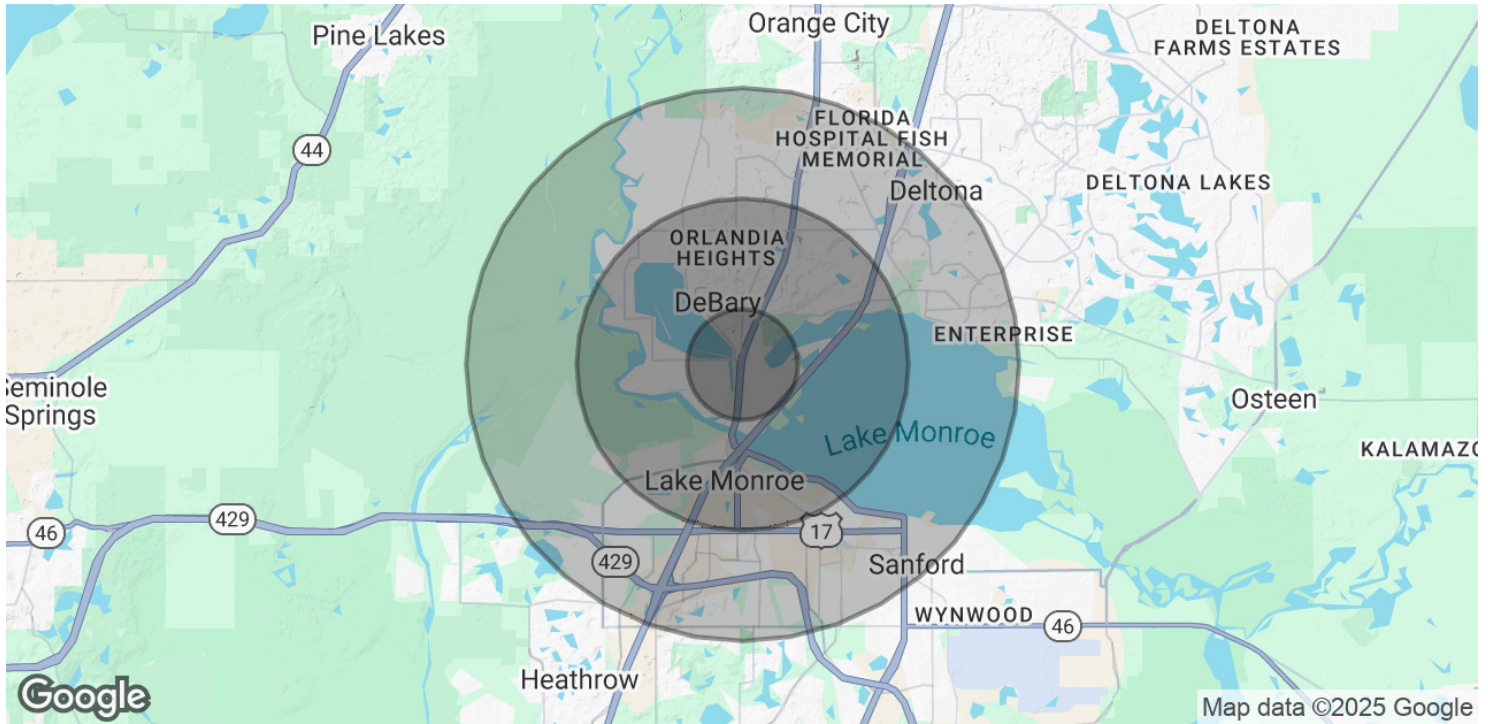 Pine Lakes
Orange City
DELTONA
FARMS ESTATES
44
FLORIDA
HOSPITAL FISH
MEMORIAL
Deltona
DELTONA LAKES
ORLANDIA
HEIGHTS
DeBary
ENTERPRISE
Seminole
Springs
Osteen
Lake Monroe
KALAMAZO
Lake Monroe
46
429
17
429
Sanford
WYNWOOD
46
Heathrow
Google
Map data ©2025 Google